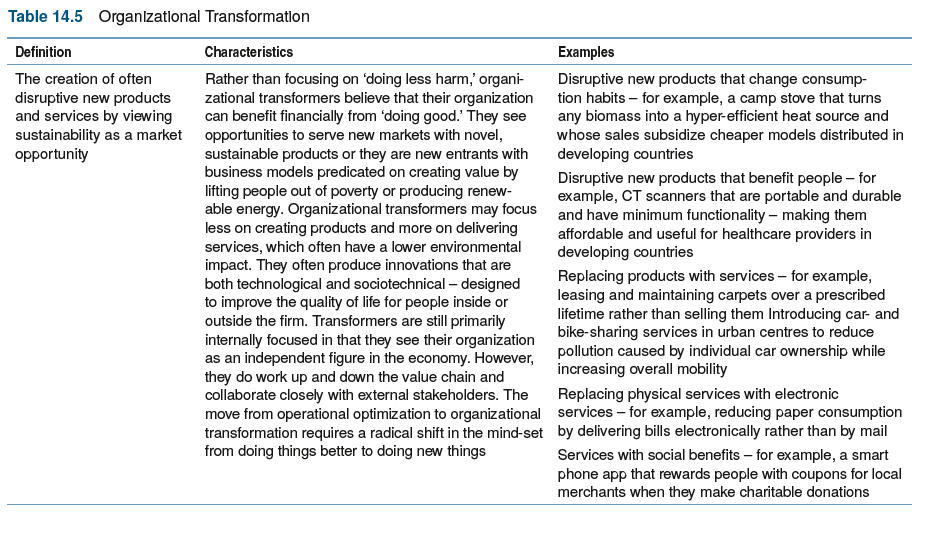 Table 14.5 Organizational Transformation
Definition
Characteristics
Examples
The creation of often
disruptive new products
and services by viewing
sustainability as a market
opportunity
Rather than focusing on ‘doing less harm,’ organi-
zational transformers believe that their organization
can benefit financially from ‘doing good.’ They see
opportunities to serve new markets with novel,
sustainable products or they are new entrants with
business models predicated on creating value by
lifting people out of poverty or producing renew-
able energy. Organizational transformers may focus
less on creating products and more on delivering
services, which often have a lower environmental
impact. They often produce innovations that are
both technological and sociotechnical – designed
to improve the quality of life for people inside or
outside the firm. Transformers are still primarily
internally focused in that they see their organization
as an independent figure in the economy. However,
they do work up and down the value chain and
collaborate closely with external stakeholders. The
move from operational optimization to organizational
transformation requires a radical shift in the mind-set
from doing things better to doing new things
Disruptive new products that change consump-
tion habits – for example, a camp stove that turns
any biomass into a hyper-efficient heat source and
whose sales subsidize cheaper models distributed in
developing countries
Disruptive new products that benefit people – for
example, CT scanners that are portable and durable
and have minimum functionality – making them
affordable and useful for healthcare providers in
developing countries
Replacing products with services – for example,
leasing and maintaining carpets over a prescribed
lifetime rather than selling them Introducing car- and
bike-sharing services in urban centres to reduce
pollution caused by individual car ownership while
increasing overall mobility
Replacing physical services with electronic
services – for example, reducing paper consumption
by delivering bills electronically rather than by mail
Services with social benefits – for example, a smart
phone app that rewards people with coupons for local
merchants when they make charitable donations